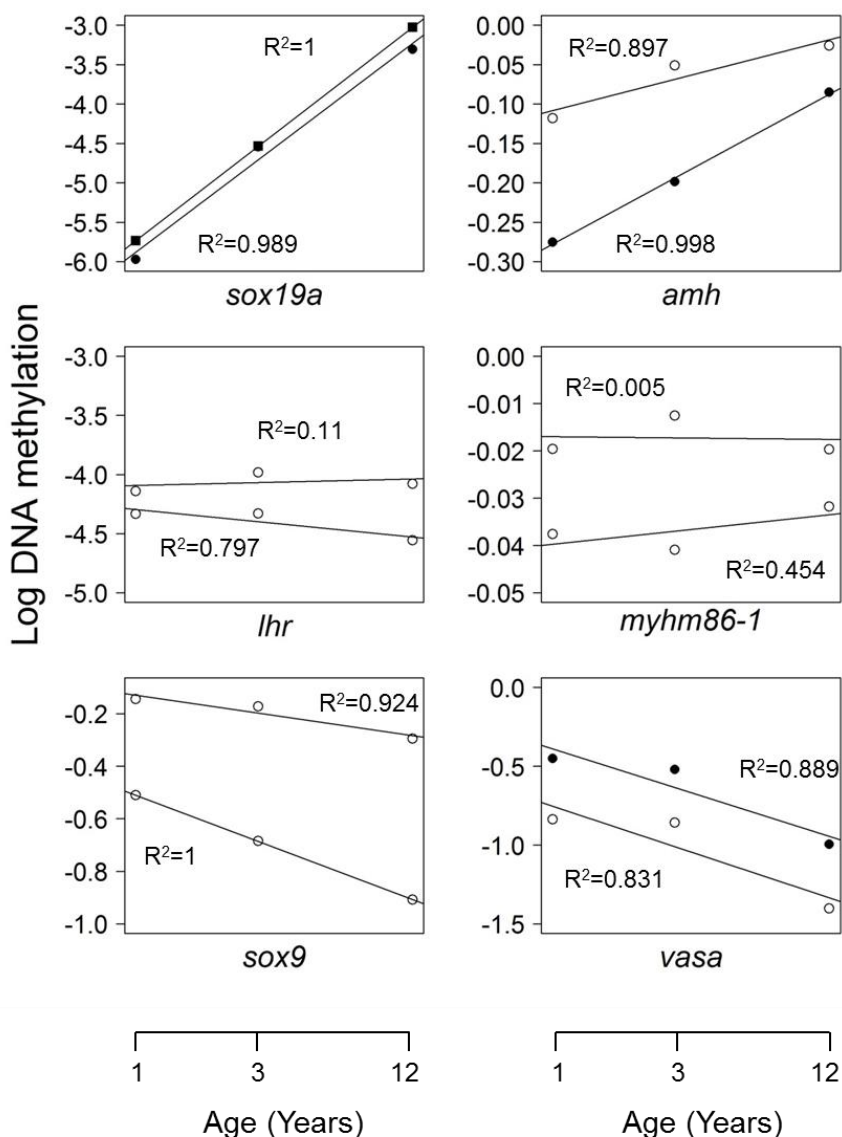 Log DNA methylation
-3.0
-3.5
-4.0
-4.5
-5.0
-5.5
-6.0
R²=1
R²=0.989
sox19a
0.00
-0.05
-0.10
-0.15
-0.20
-0.25
-0.30
R²=0.897
R²=0.998
amh
-3.0
-3.5
-4.0
-4.5
-5.0
R²=0.11
R²=0.797
lhr
0.00
-0.01
-0.02
-0.03
-0.04
-0.05
R²=0.005
R²=0.454
myhm86-1
-0.2
-0.4
-0.6
-0.8
-1.0
R²=0.924
R²=1
sox9
0.0
-0.5
-1.0
-1.5
R²=0.889
R²=0.831
vasa
1 3 12
Age (Years)
1 3 12
Age (Years)